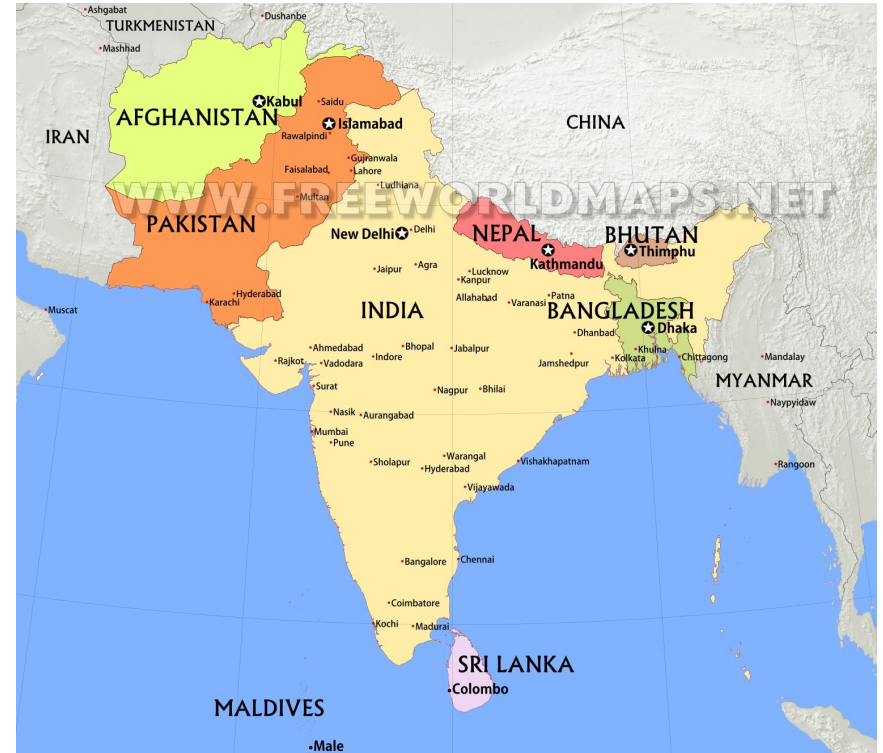 Ashgabat
Dushanbe
TURKMENISTAN
Mashhad
Kabul
Saidu
AFGHANISTAN
Islamabad
CHINA
IRAN
Rawalpindi
Gujranwala
Faisalabad
Lahore
Ludhiana
WWW.FREEWORLDMAPS.NET
Multan
PAKISTAN
New Delhi
Delhi
NEPAL
BHUTAN
Thimphu
Kathmandu
Jaipur
Agra
Lucknow
Kanpur
Hyderabad
Karachi
Allahabad
Varanasi
Patna
Muscat
INDIA
BANGLADESH
Dhaka
Dhanbad
Ahmedabad
Bhopal
Jabalpur
Khulna
Rajkot
Vadodara
Indore
Jamshedpur
Kolkata
Chittagong
Mandalay
Surat
Nagpur
Bhilai
MYANMAR
Naypyidaw
Nasik
Aurangabad
Mumbai
Pune
Sholapur
Warangal
Hyderabad
Vishakhapatnam
Rangoon
Vijayawada
Bangalore
Chennai
Coimbatore
Kochi
Madurai
SRI LANKA
Colombo
MALDIVES
Male